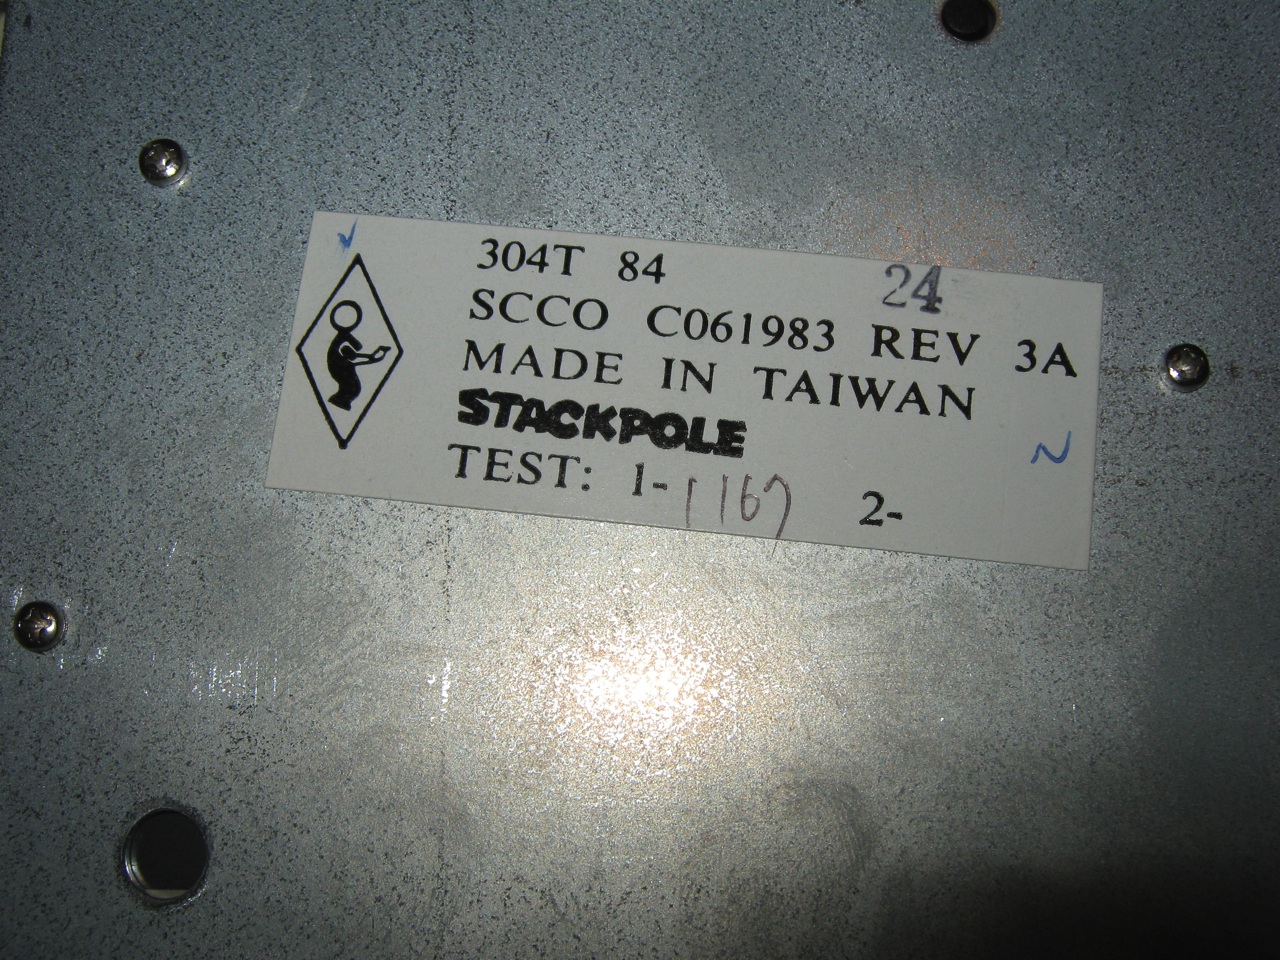 304T 84 24
SCCO C061983 REV 3A
MADE IN TAIWAN
STACKPOLE
TEST: 1- 1167 2-